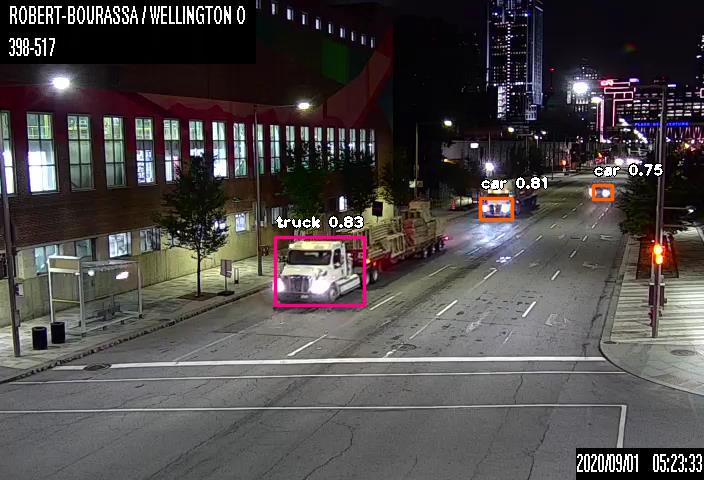 ROBERT-BOURASSA / WELLINGTON O
398-517
car 0.75
car 0.81
truck 0.83
2020/09/01 05:23:33